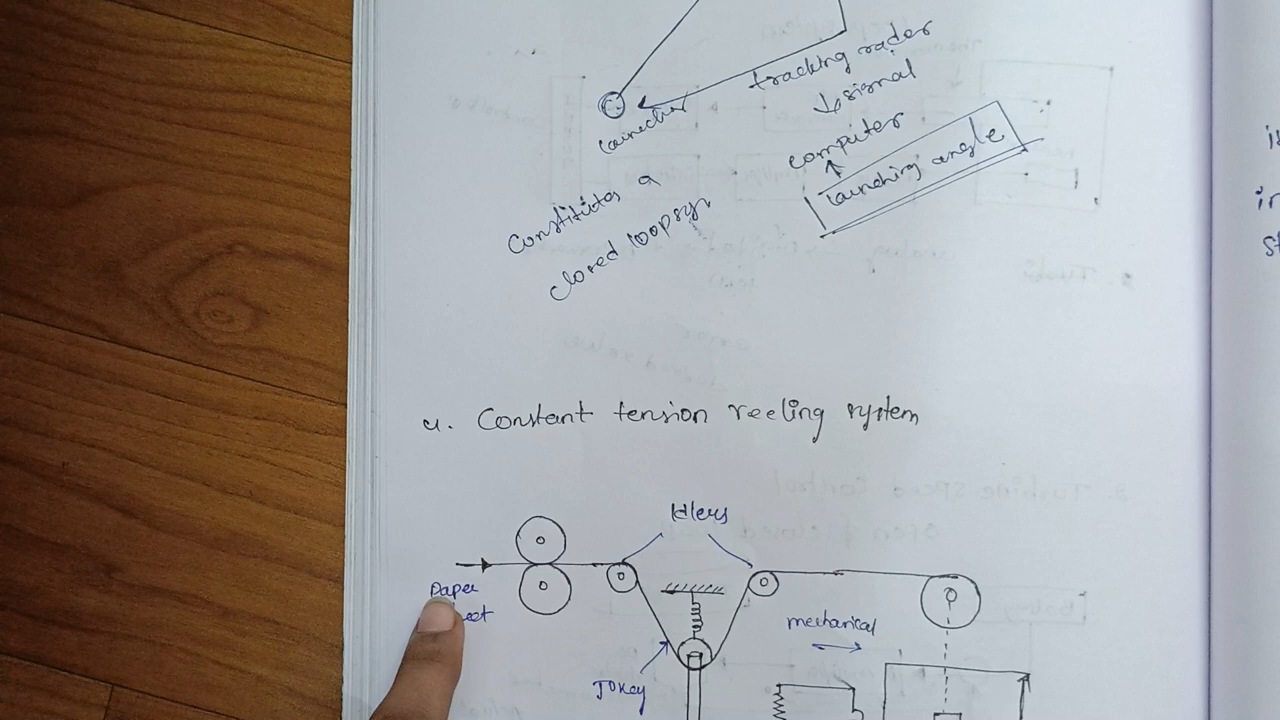 tracking radar
signal
launcher
computer
launching angle
Constitutes a
closed loop sys.
4. Constant tension reeling system
Idlers
Paper
mechanical
Jokey